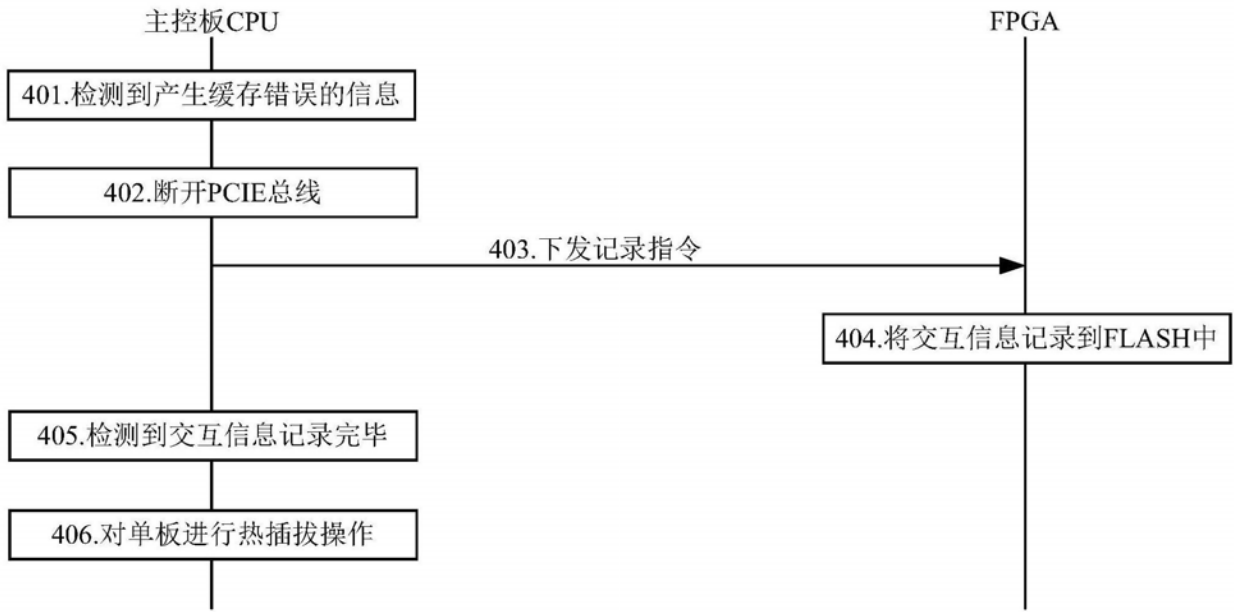 主控板CPU
FPGA
401.检测到产生缓存错误的信息
402.断开PCIE总线
403.下发记录指令
404.将交互信息记录到FLASH中
405.检测到交互信息记录完毕
406.对单板进行热插拔操作